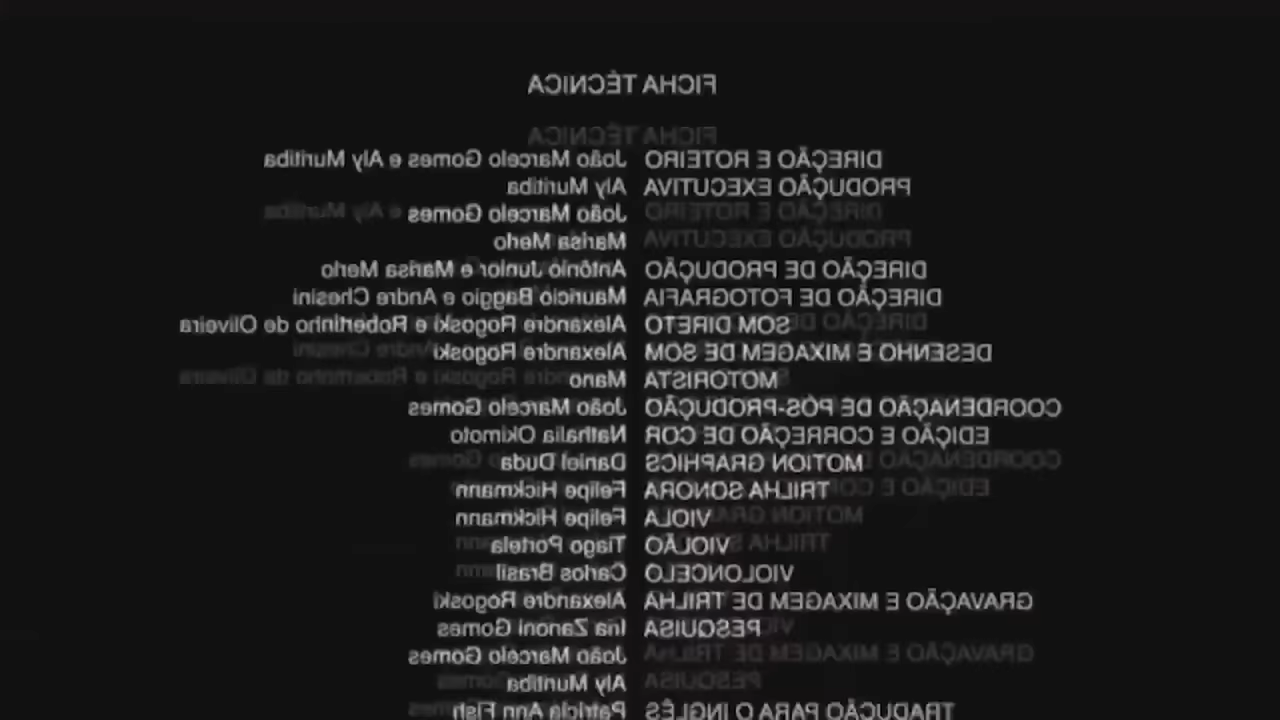 FICHA TÉCNICA
DIREÇÃO E ROTEIRO João Marcelo Gomes e Aly Muritiba
PRODUÇÃO EXECUTIVA Aly Muritiba
João Marcelo Gomes
Marisa Merlo
DIREÇÃO DE PRODUÇÃO Antônio Junior e Marisa Merlo
DIREÇÃO DE FOTOGRAFIA Mauricio Baggio e Andre Chesini
SOM DIRETO Alexandre Rogoski e Robertinho de Oliveira
DESENHO E MIXAGEM DE SOM Alexandre Rogoski
MOTORISTA Mano
COORDENAÇÃO DE PÓS-PRODUÇÃO João Marcelo Gomes
EDIÇÃO E CORREÇÃO DE COR Nathalia Okimoto
MOTION GRAPHICS Daniel Duda
TRILHA SONORA Felipe Hickmann
VIOLA Felipe Hickmann
VIOLÃO Tiago Portela
VIOLONCELO Carlos Brasil
GRAVAÇÃO E MIXAGEM DE TRILHA Alexandre Rogoski
PESQUISA Iria Zanoni Gomes
João Marcelo Gomes
Aly Muritiba
TRADUÇÃO PARA O INGLÊS Patricia Ann Fish